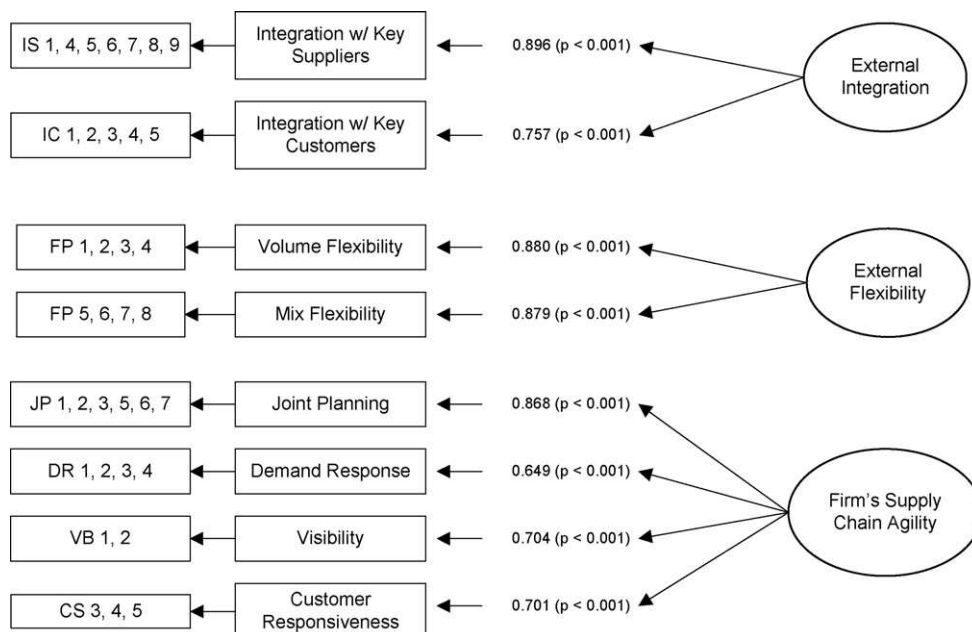 IS 1, 4, 5, 6, 7, 8, 9
Integration w/ Key
Suppliers
0.896 (p < 0.001)
External
Integration
IC 1, 2, 3, 4, 5
Integration w/ Key
Customers
0.757 (p < 0.001)
FP 1, 2, 3, 4
Volume Flexibility
0.880 (p < 0.001)
External
Flexibility
FP 5, 6, 7, 8
Mix Flexibility
0.879 (p < 0.001)
JP 1, 2, 3, 5, 6, 7
Joint Planning
0.868 (p < 0.001)
DR 1, 2, 3, 4
Demand Response
0.649 (p < 0.001)
Firm's Supply
Chain Agility
VB 1, 2
Visibility
0.704 (p < 0.001)
CS 3, 4, 5
Customer
Responsiveness
0.701 (p < 0.001)